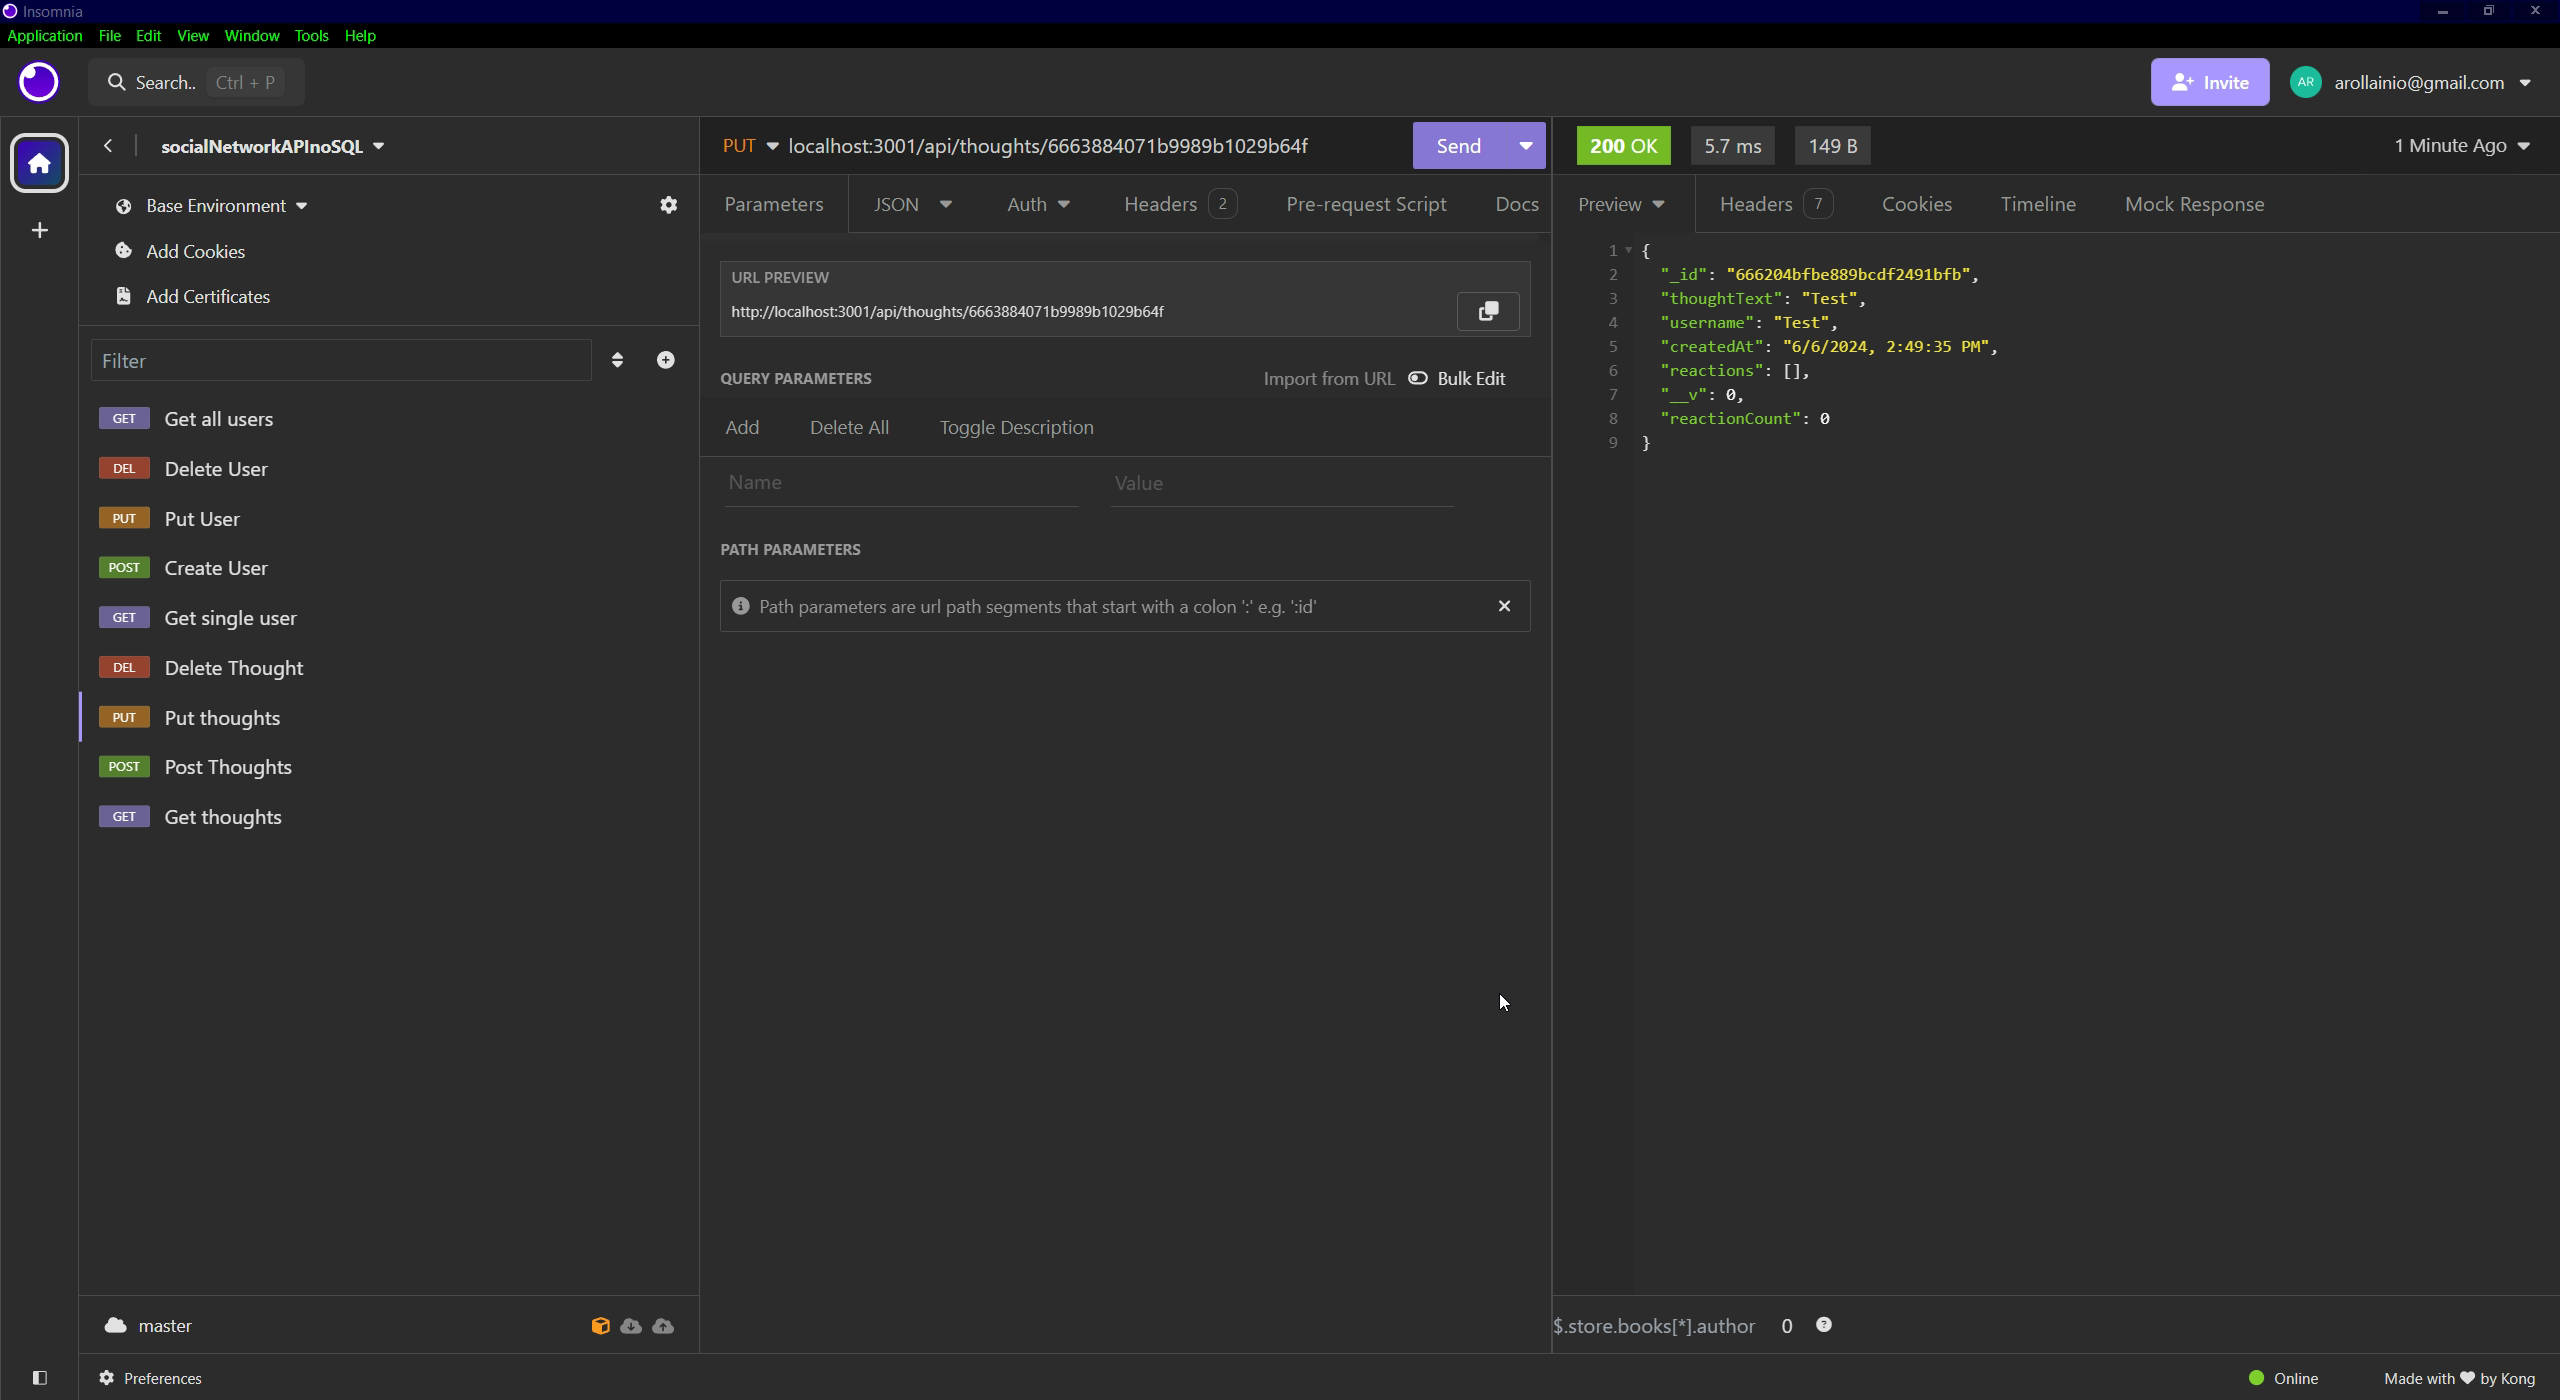 Insomnia
Application File Edit View Window Tools Help
Search.. Ctrl + P
Invite
AR
arollainio@gmail.com
socialNetworkAPInoSQL
Base Environment
Add Cookies
Add Certificates
Filter
GET Get all users
DEL Delete User
PUT Put User
POST Create User
GET Get single user
DEL Delete Thought
PUT Put thoughts
POST Post Thoughts
GET Get thoughts
master
Preferences
PUT localhost:3001/api/thoughts/6663884071b9989b1029b64f Send
Parameters JSON Auth Headers 2 Pre-request Script Docs
URL PREVIEW
http://localhost:3001/api/thoughts/6663884071b9989b1029b64f
QUERY PARAMETERS Import from URL Bulk Edit
Add Delete All Toggle Description
Name Value
PATH PARAMETERS
Path parameters are url path segments that start with a colon ':' e.g. ':id'
200 OK 5.7 ms 149 B 1 Minute Ago
Preview Headers 7 Cookies Timeline Mock Response
1 {
2 "_id": "666204bfbe889bcdf2491bfb",
3 "thoughtText": "Test",
4 "username": "Test",
5 "createdAt": "6/6/2024, 2:49:35 PM",
6 "reactions": [],
7 "__v": 0,
8 "reactionCount": 0
9 }
$.store.books[*].author 0
Online Made with ♥ by Kong